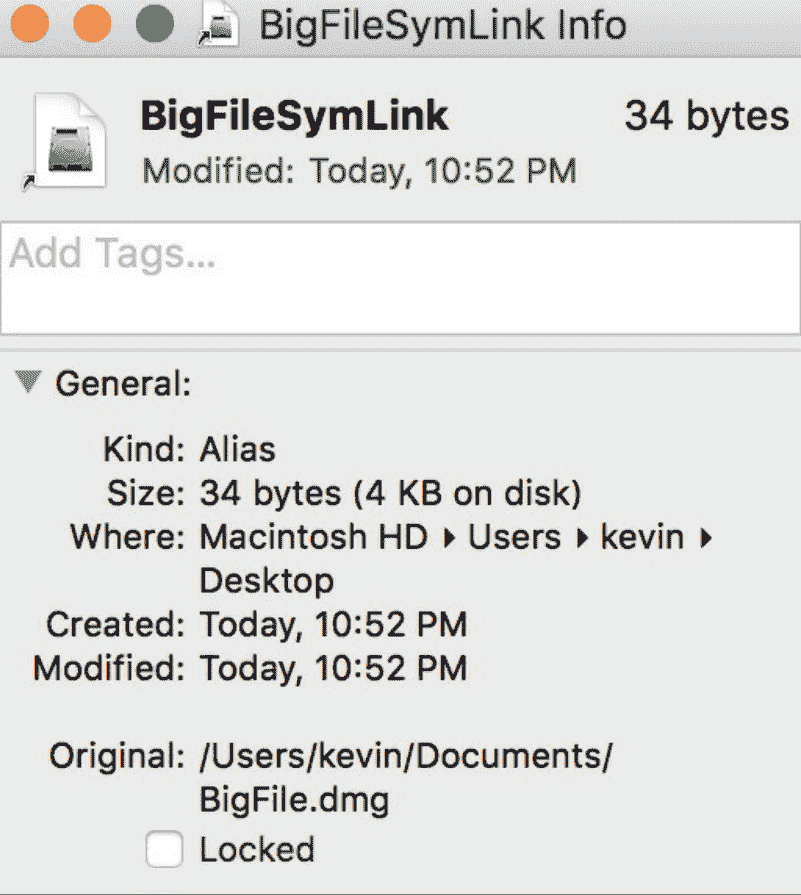 BigFileSymLink Info
BigFileSymLink 34 bytes
Modified: Today, 10:52 PM
Add Tags...
General:
Kind: Alias
Size: 34 bytes (4 KB on disk)
Where: Macintosh HD ▸ Users ▸ kevin ▸
Desktop
Created: Today, 10:52 PM
Modified: Today, 10:52 PM
Original: /Users/kevin/Documents/
BigFile.dmg
Locked